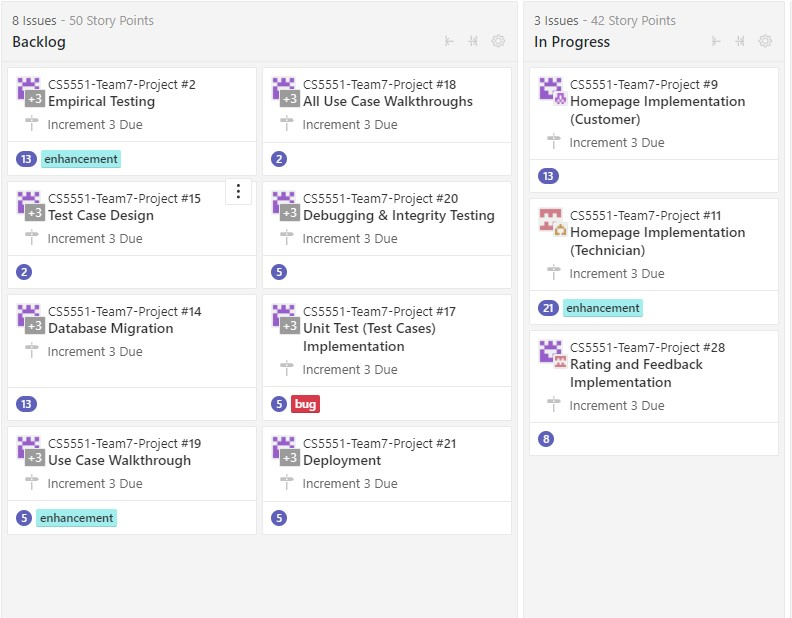 8 Issues - 50 Story Points
Backlog
CS5551-Team7-Project #2
+3
Empirical Testing
Increment 3 Due
13 enhancement
CS5551-Team7-Project #18
+3
All Use Case Walkthroughs
Increment 3 Due
2
CS5551-Team7-Project #15
+3
Test Case Design
Increment 3 Due
2
CS5551-Team7-Project #20
+3
Debugging & Integrity Testing
Increment 3 Due
5
CS5551-Team7-Project #14
+3
Database Migration
Increment 3 Due
13
CS5551-Team7-Project #17
+3
Unit Test (Test Cases)
Implementation
Increment 3 Due
5 bug
CS5551-Team7-Project #19
+3
Use Case Walkthrough
Increment 3 Due
5 enhancement
CS5551-Team7-Project #21
+3
Deployment
Increment 3 Due
5
3 Issues - 42 Story Points
In Progress
CS5551-Team7-Project #9
Homepage Implementation
(Customer)
Increment 3 Due
13
CS5551-Team7-Project #11
Homepage Implementation
(Technician)
Increment 3 Due
21 enhancement
CS5551-Team7-Project #28
Rating and Feedback
Implementation
Increment 3 Due
8